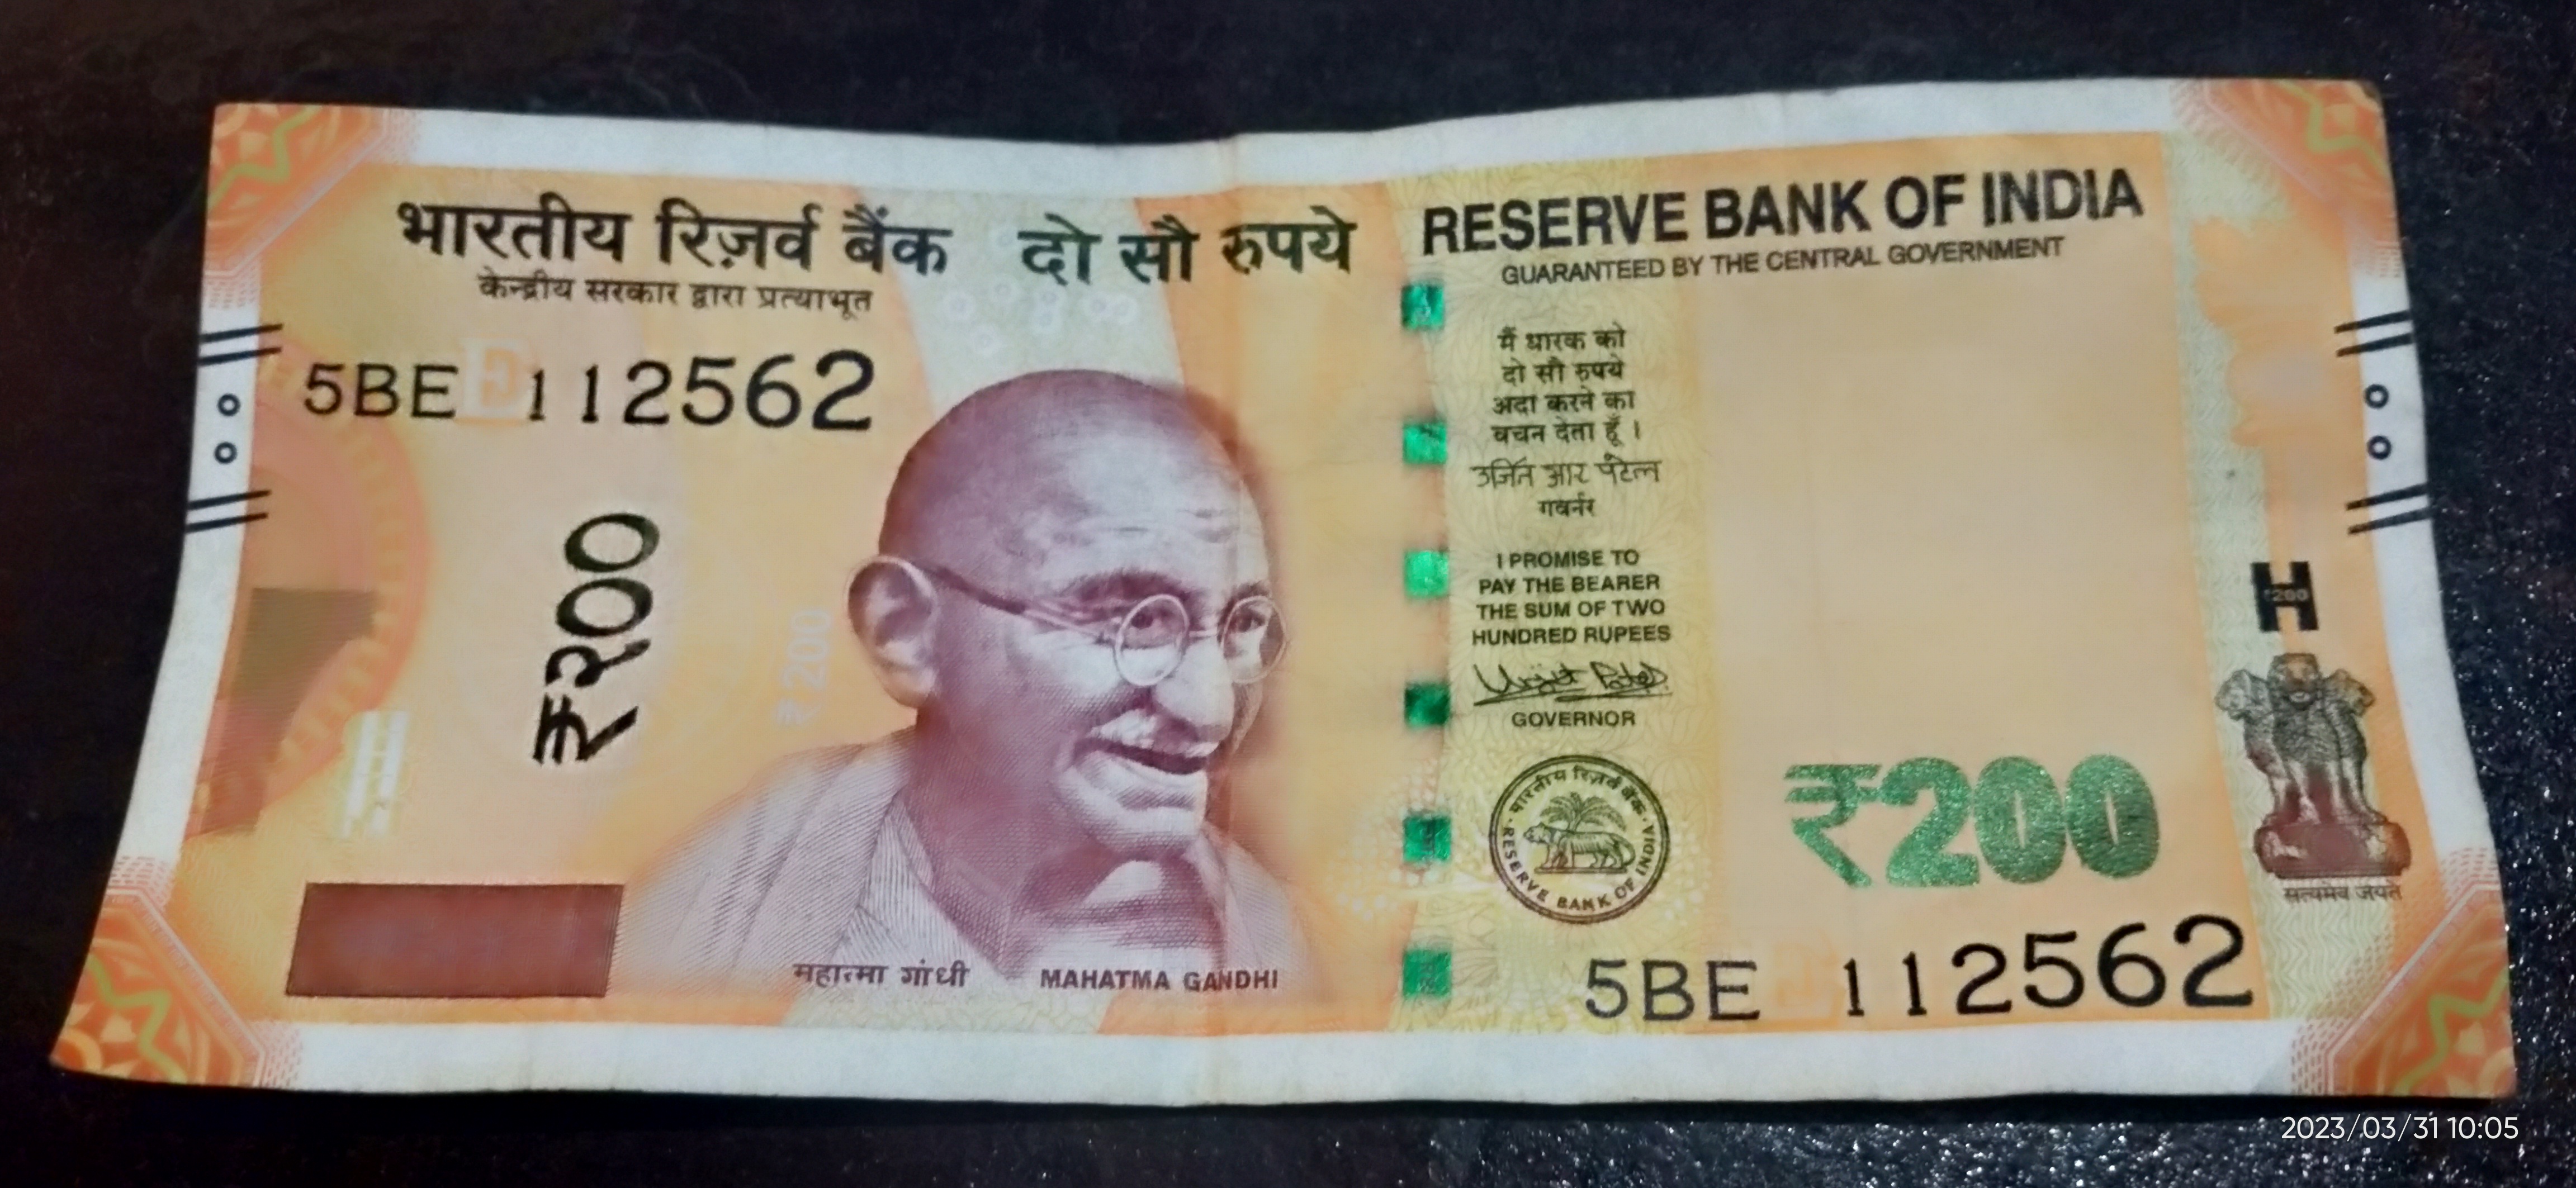 भारतीय रिज़र्व बैंक दो सौ रुपये
केन्द्रीय सरकार द्वारा प्रत्याभूत
RESERVE BANK OF INDIA
GUARANTEED BY THE CENTRAL GOVERNMENT
5BE 112562
E
₹२००
₹200
महात्मा गांधी MAHATMA GANDHI
मैं धारक को
दो सौ रुपये
अदा करने का
वचन देता हूँ ।
उर्जित आर पटेल
गवर्नर
I PROMISE TO
PAY THE BEARER
THE SUM OF TWO
HUNDRED RUPEES
Urjit Patel
GOVERNOR
भारतीय रिज़र्व बैंक
RESERVE BANK OF INDIA
H
₹200
₹200
सत्यमेव जयते
5BE 112562
E
2023/03/31 10:05